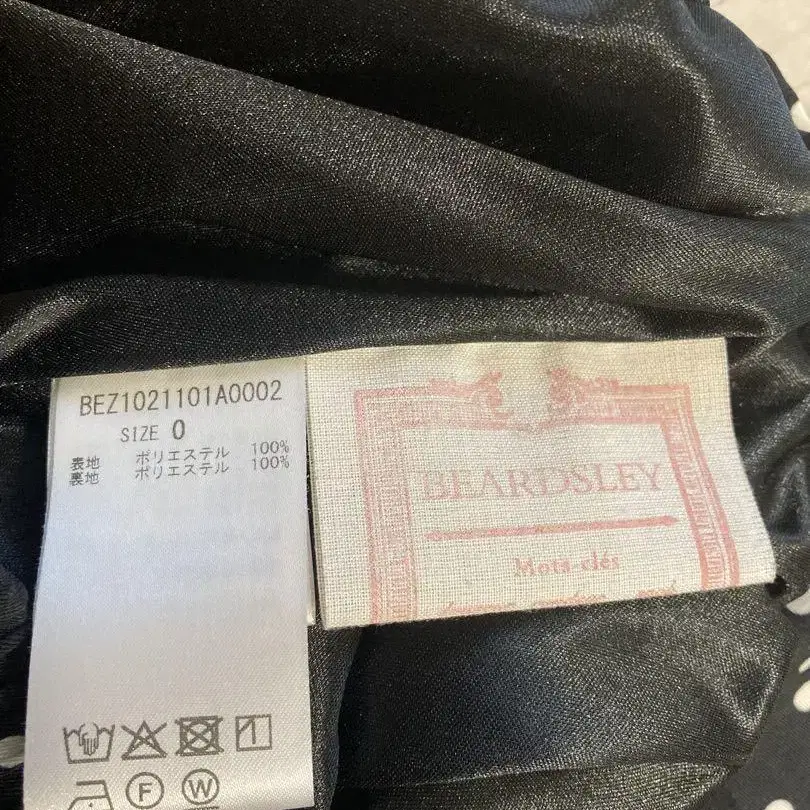 BEZ1021101A0002
SIZE 0
表地 ポリエステル 100%
裏地 ポリエステル 100%
BEARDSLEY
Mots-clés
F
W